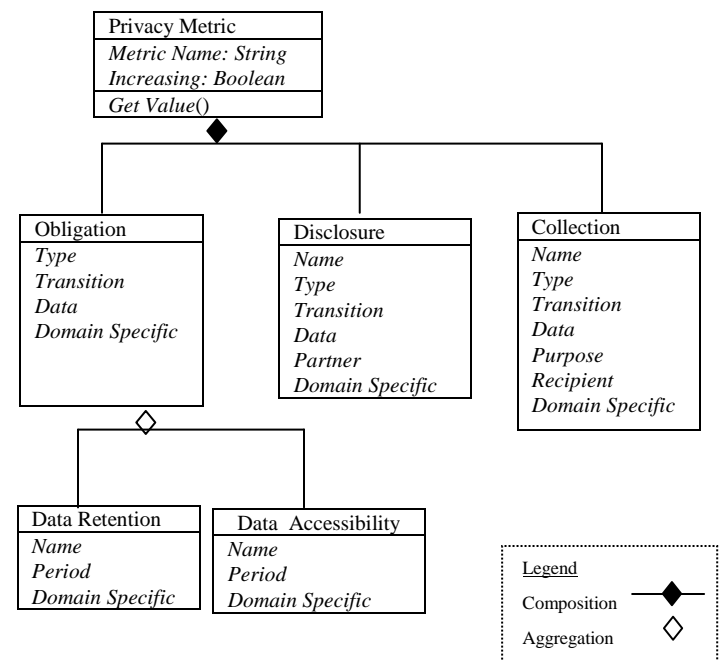 Privacy Metric
Metric Name: String
Increasing: Boolean
Get Value()
Obligation
Type
Transition
Data
Domain Specific
Disclosure
Name
Type
Transition
Data
Partner
Domain Specific
Collection
Name
Type
Transition
Data
Purpose
Recipient
Domain Specific
Data Retention
Name
Period
Domain Specific
Data Accessibility
Name
Period
Domain Specific
Legend
Composition
Aggregation